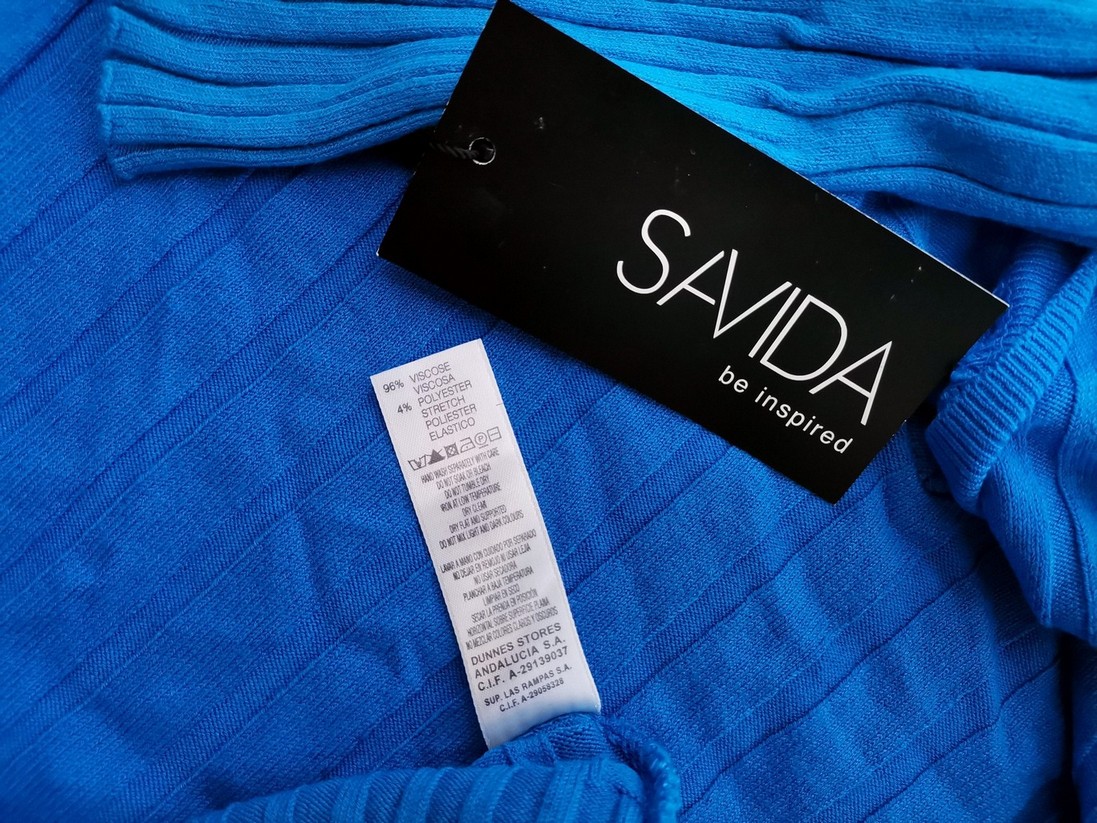 SAVIDA
be inspired
96% VISCOSE
VISCOSA
4% POLYESTER
STRETCH
POLIESTER
ELASTICO
HAND WASH SEPARATELY WITH CARE
DO NOT SOAK OR BLEACH
DO NOT TUMBLE DRY
IRON AT LOW TEMPERATURE
DRY CLEAN
DRY FLAT AND SUPPORTED
DO NOT MIX LIGHT AND DARK COLOURS
LAVAR A MANO CON CUIDADO POR SEPARADO
NO DEJAR EN REMOJO NI USAR LEJIA
NO USAR SECADORA
PLANCHAR A BAJA TEMPERATURA
LIMPIAR EN SECO
SECAR LA PRENDA EN POSICIÓN
HORIZONTAL SOBRE SUPERFICIE PLANA
NO MEZCLAR COLORES CLAROS Y OSCUROS
DUNNES STORES
ANDALUCIA S.A.
C.I.F. A-29139037
SUP. LAS RAMPAS S.A.
C.I.F. A-29058328